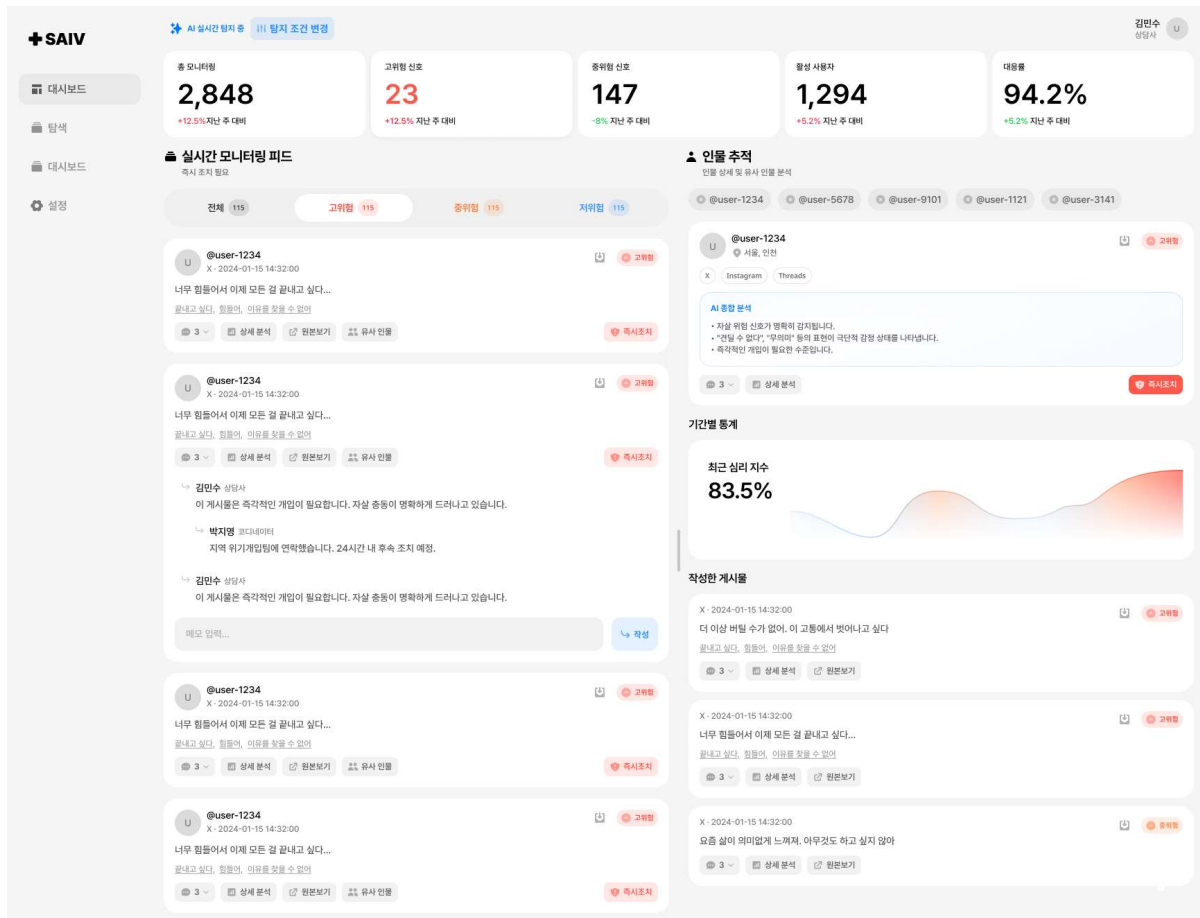 SAIV
대시보드
탐색
대시보드
설정
AI 실시간 탐지 중
탐지 조건 변경
김민수
상담사
U
총 모니터링
2,848
+12.5%지난 주 대비
고위험 신호
23
+12.5% 지난 주 대비
중위험 신호
147
-8% 지난 주 대비
활성 사용자
1,294
+5.2% 지난 주 대비
대응률
94.2%
+5.2% 지난 주 대비
실시간 모니터링 피드
즉시 조치 필요
전체 115
고위험 115
중위험 115
저위험 115
U
@user-1234
X · 2024-01-15 14:32:00
고위험
너무 힘들어서 이제 모든 걸 끝내고 싶다...
끝내고 싶다, 힘들어, 이유를 찾을 수 없어
3 상세 분석 원본보기 유사 인물 즉시조치
U
@user-1234
X · 2024-01-15 14:32:00
고위험
너무 힘들어서 이제 모든 걸 끝내고 싶다...
끝내고 싶다, 힘들어, 이유를 찾을 수 없어
3 상세 분석 원본보기 유사 인물 즉시조치
김민수 상담사
이 게시물은 즉각적인 개입이 필요합니다. 자살 충동이 명확하게 드러나고 있습니다.
박지영 코디네이터
지역 위기개입팀에 연락했습니다. 24시간 내 후속 조치 예정.
김민수 상담사
이 게시물은 즉각적인 개입이 필요합니다. 자살 충동이 명확하게 드러나고 있습니다.
메모 입력...
작성
U
@user-1234
X · 2024-01-15 14:32:00
고위험
너무 힘들어서 이제 모든 걸 끝내고 싶다...
끝내고 싶다, 힘들어, 이유를 찾을 수 없어
3 상세 분석 원본보기 유사 인물 즉시조치
U
@user-1234
X · 2024-01-15 14:32:00
고위험
너무 힘들어서 이제 모든 걸 끝내고 싶다...
끝내고 싶다, 힘들어, 이유를 찾을 수 없어
3 상세 분석 원본보기 유사 인물 즉시조치
인물 추적
인물 상세 및 유사 인물 분석
@user-1234 @user-5678 @user-9101 @user-1121 @user-3141
U
@user-1234
서울, 인천
고위험
X Instagram Threads
AI 종합 분석
• 자살 위험 신호가 명확히 감지됩니다.
• "견딜 수 없다", "무의미" 등의 표현이 극단적 감정 상태를 나타냅니다.
• 즉각적인 개입이 필요한 수준입니다.
3 상세 분석 즉시조치
기간별 통계
최근 심리 지수
83.5%
작성한 게시물
X · 2024-01-15 14:32:00
고위험
더 이상 버틸 수가 없어. 이 고통에서 벗어나고 싶다
끝내고 싶다, 힘들어, 이유를 찾을 수 없어
3 상세 분석 원본보기
X · 2024-01-15 14:32:00
고위험
너무 힘들어서 이제 모든 걸 끝내고 싶다...
끝내고 싶다, 힘들어, 이유를 찾을 수 없어
3 상세 분석 원본보기
X · 2024-01-15 14:32:00
중위험
요즘 삶이 의미없게 느껴져. 아무것도 하고 싶지 않아
3 상세 분석 원본보기